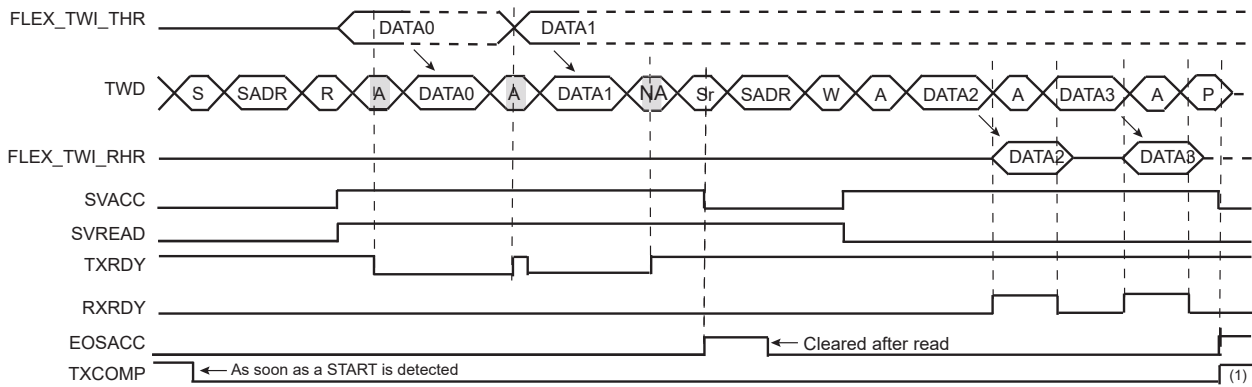 FLEX_TWI_THR DATA0 DATA1
TWD S SADR R A DATA0 A DATA1 NA Sr SADR W A DATA2 A DATA3 A P
FLEX_TWI_RHR DATA2 DATA3
SVACC
SVREAD
TXRDY
RXRDY
EOSACC Cleared after read
TXCOMP As soon as a START is detected (1)